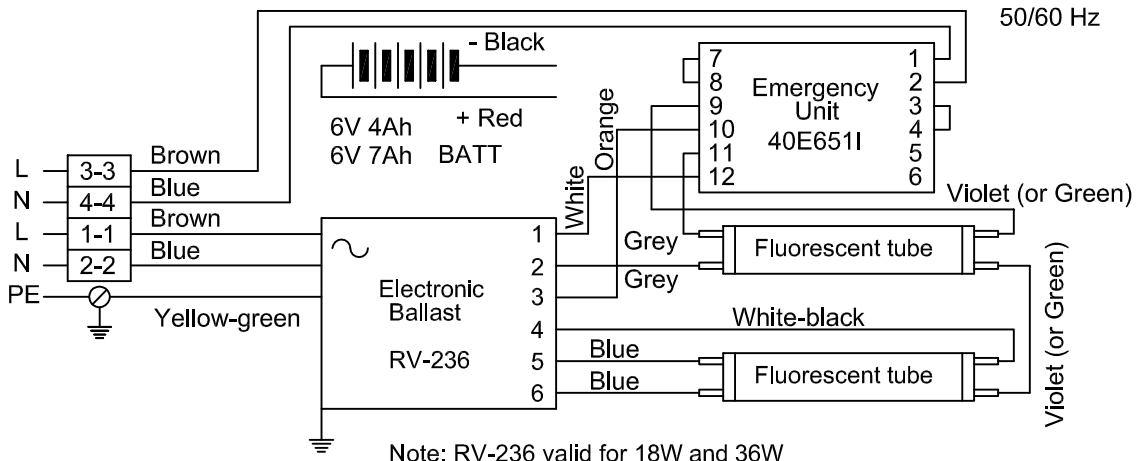 50/60 Hz
- Black
+ Red
6V 4Ah
6V 7Ah BATT
Orange
White
7 1
8 2
9 3
10 4
11 5
12 6
Emergency
Unit
40E651I
L 3-3 Brown
N 4-4 Blue
L 1-1 Brown
N 2-2 Blue
PE
Yellow-green
Electronic
Ballast
RV-236
1
2
3
4
5
6
Grey
Grey
White-black
Blue
Blue
Violet (or Green)
Fluorescent tube
Fluorescent tube
Violet (or Green)
Note: RV-236 valid for 18W and 36W